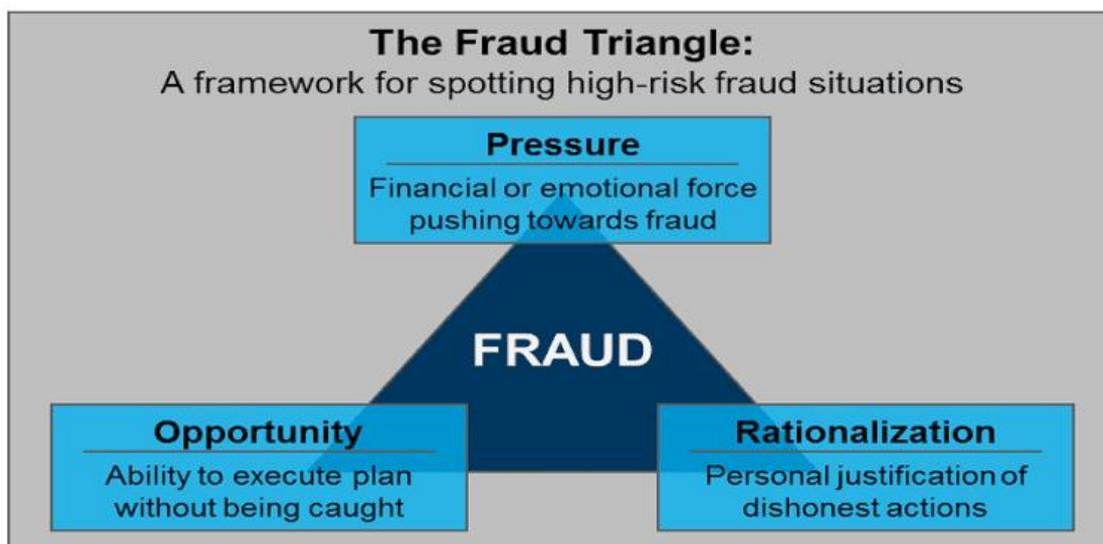 The Fraud Triangle:
A framework for spotting high-risk fraud situations
Pressure
Financial or emotional force
pushing towards fraud
FRAUD
Opportunity
Ability to execute plan
without being caught
Rationalization
Personal justification of
dishonest actions